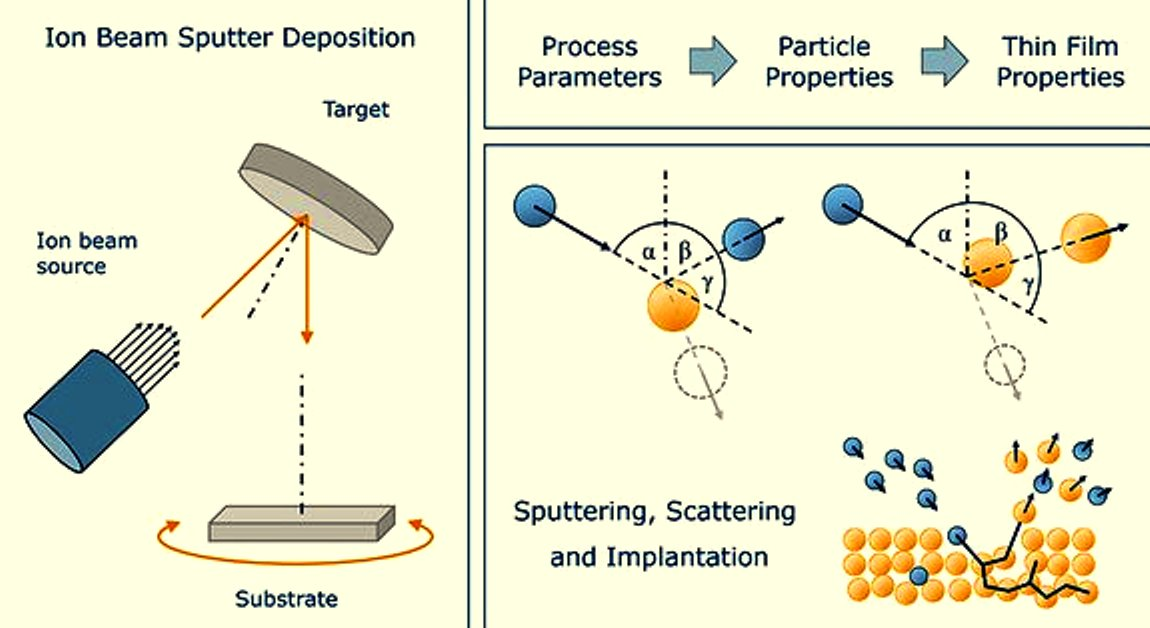 Ion Beam Sputter Deposition
Target
Ion beam
source
Substrate
Process
Parameters
Particle
Properties
Thin Film
Properties
α β
γ
α β
γ
Sputtering, Scattering
and Implantation